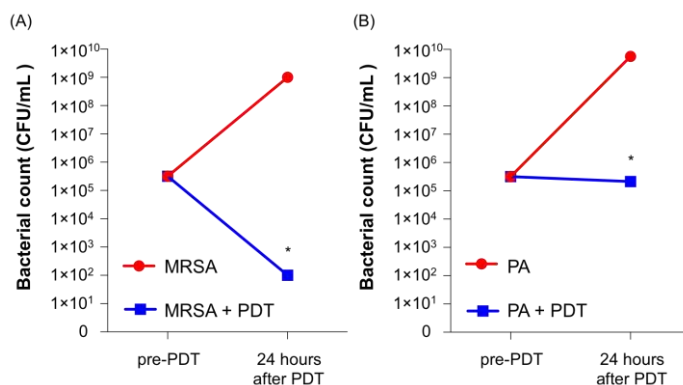 (A)
Bacterial count (CFU/mL )
1×10¹⁰
1×10⁹
1×10⁸
1×10⁷
1×10⁶
1×10⁵
1×10⁴
1×10³
1×10²
1×10¹
0
*
MRSA
MRSA + PDT
pre-PDT
24 hours
after PDT
(B)
Bacterial count (CFU/mL )
1×10¹⁰
1×10⁹
1×10⁸
1×10⁷
1×10⁶
1×10⁵
1×10⁴
1×10³
1×10²
1×10¹
0
*
PA
PA + PDT
pre-PDT
24 hours
after PDT